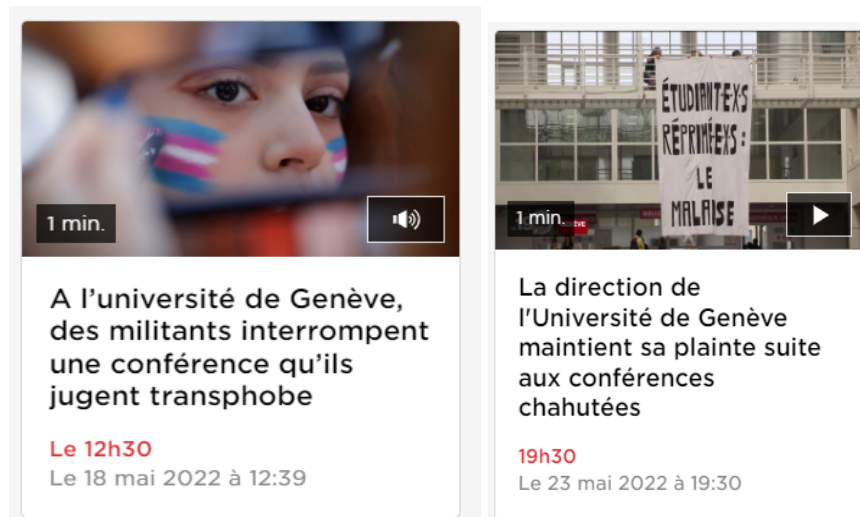 1 min.
A l’université de Genève,
des militants interrompent
une conférence qu’ils
jugent transphobe
Le 12h30
Le 18 mai 2022 à 12:39
ÉTUDIANT·E·X·S
RÉPRIMÉ·E·X·S :
LE
MALAISE
1 min.
La direction de
l'Université de Genève
maintient sa plainte suite
aux conférences
chahutées
19h30
Le 23 mai 2022 à 19:30